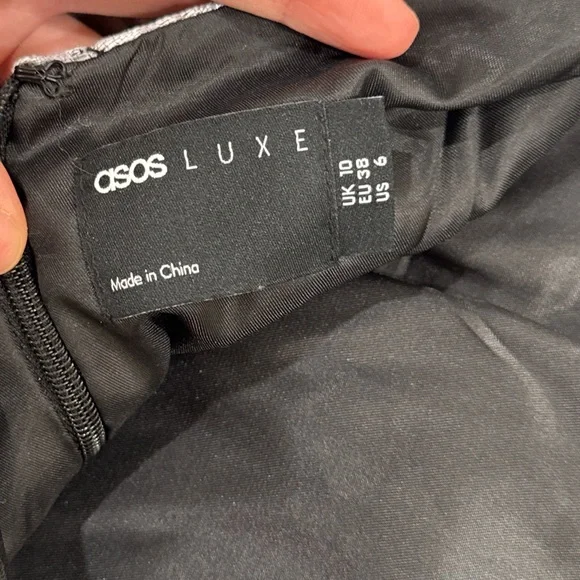 asos LUXE
Made in China
UK 10
EU 38
US 6